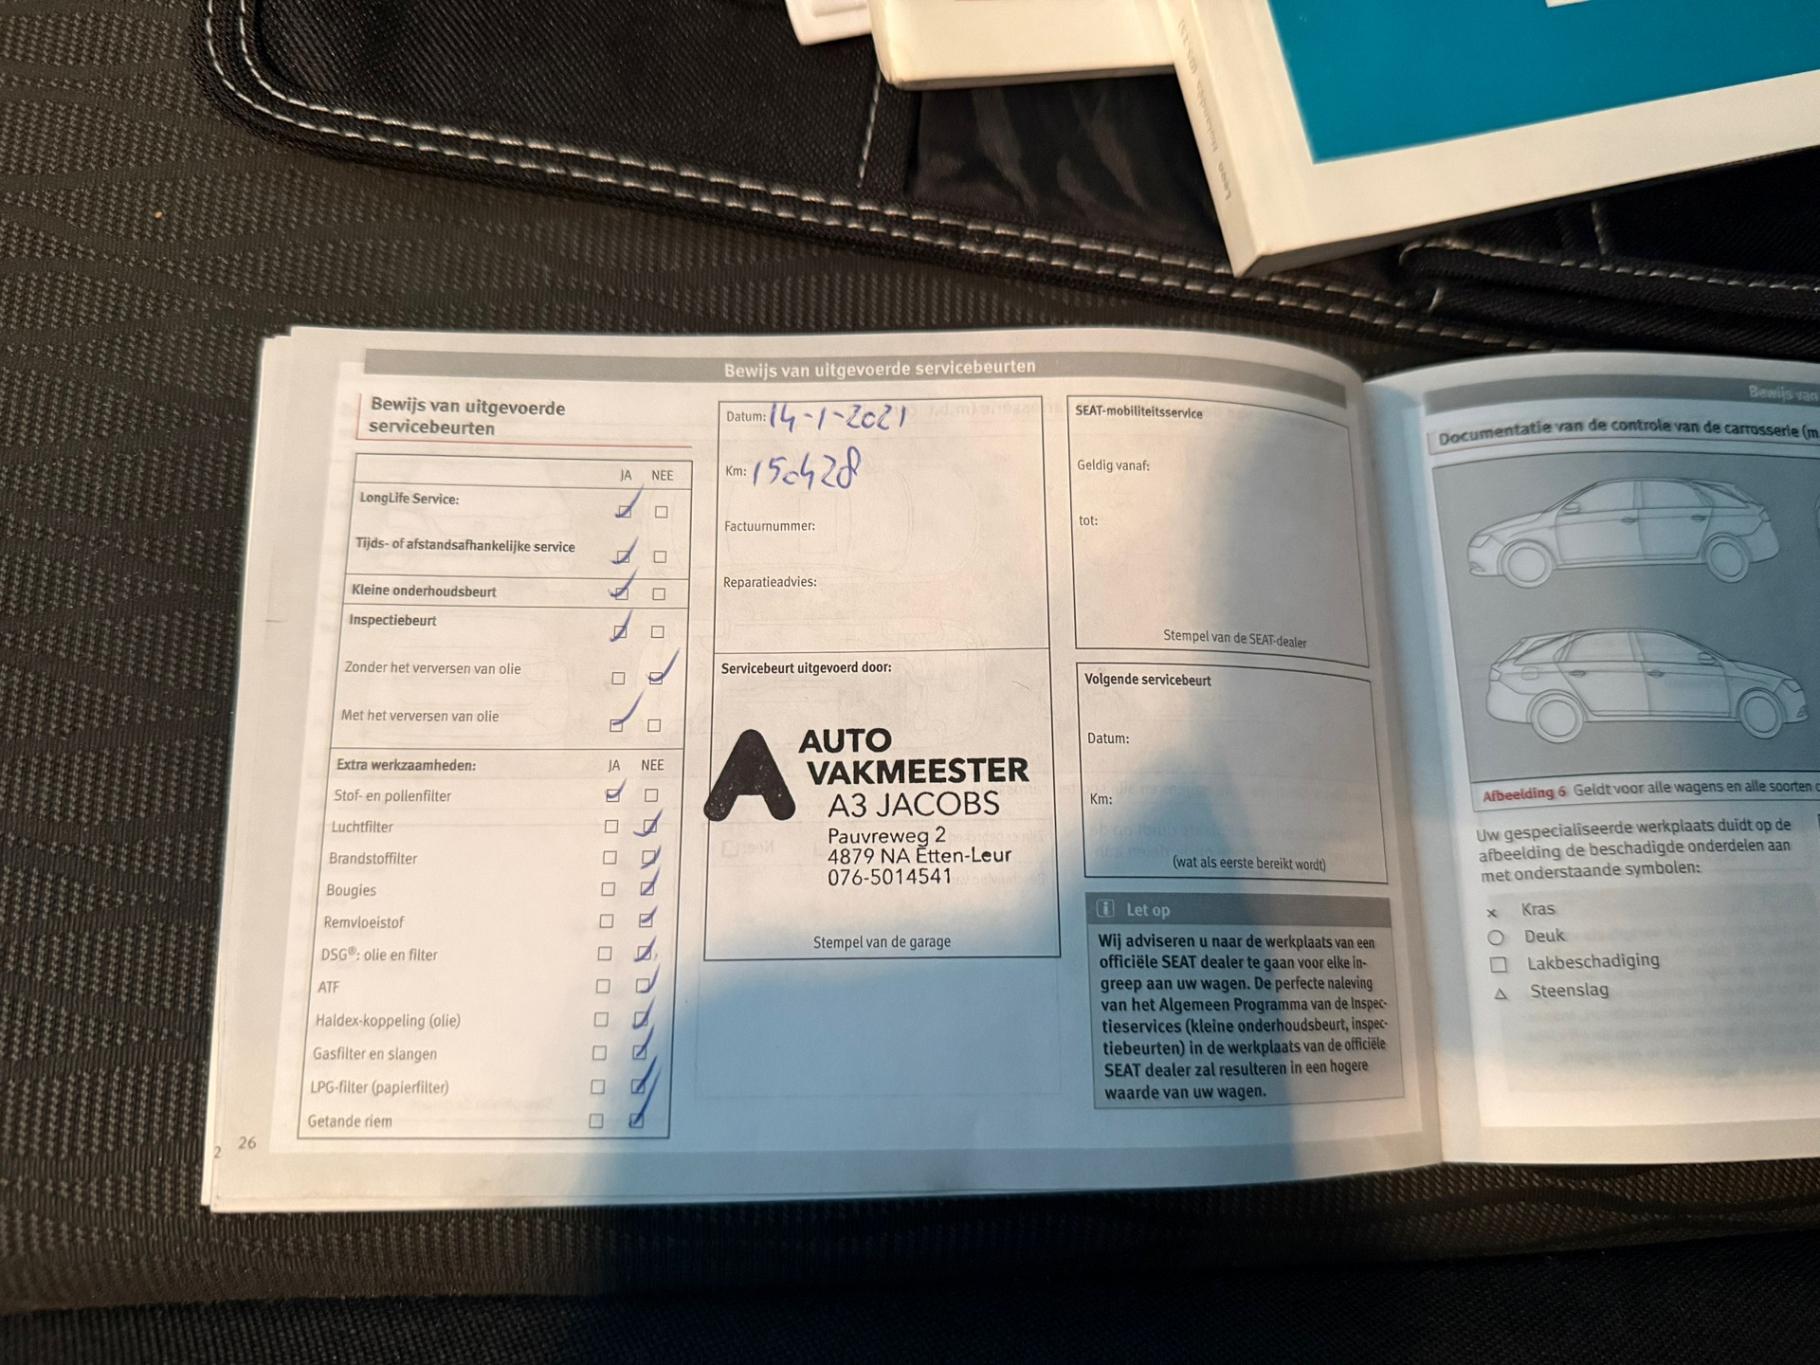 Bewijs van uitgevoerde servicebeurten
Bewijs van uitgevoerde
servicebeurten
JA NEE
LongLife Service:
Tijds- of afstandsafhankelijke service
Kleine onderhoudsbeurt
Inspectiebeurt
Zonder het verversen van olie
Met het verversen van olie
Extra werkzaamheden: JA NEE
Stof- en pollenfilter
Luchtfilter
Brandstoffilter
Bougies
Remvloeistof
DSG®: olie en filter
ATF
Haldex-koppeling (olie)
Gasfilter en slangen
LPG-filter (papierfilter)
Getande riem
26
2
Datum: 14-1-2021
Km: 150428
Factuurnummer:
Reparatieadvies:
Servicebeurt uitgevoerd door:
A AUTO
VAKMEESTER
A3 JACOBS
Pauvreweg 2
4879 NA Etten-Leur
076-5014541
Stempel van de garage
SEAT-mobiliteitsservice
Geldig vanaf:
tot:
Stempel van de SEAT-dealer
Volgende servicebeurt
Datum:
Km:
(wat als eerste bereikt wordt)
i Let op
Wij adviseren u naar de werkplaats van een
officiële SEAT dealer te gaan voor elke in-
greep aan uw wagen. De perfecte naleving
van het Algemeen Programma van de Inspec-
tieservices (kleine onderhoudsbeurt, inspec-
tiebeurten) in de werkplaats van de officiële
SEAT dealer zal resulteren in een hogere
waarde van uw wagen.
Bewijs van
Documentatie van de controle van de carrosserie (m
Afbeelding 6 Geldt voor alle wagens en alle soorten
Uw gespecialiseerde werkplaats duidt op de
afbeelding de beschadigde onderdelen aan
met onderstaande symbolen:
Kras
Deuk
Lakbeschadiging
Steenslag